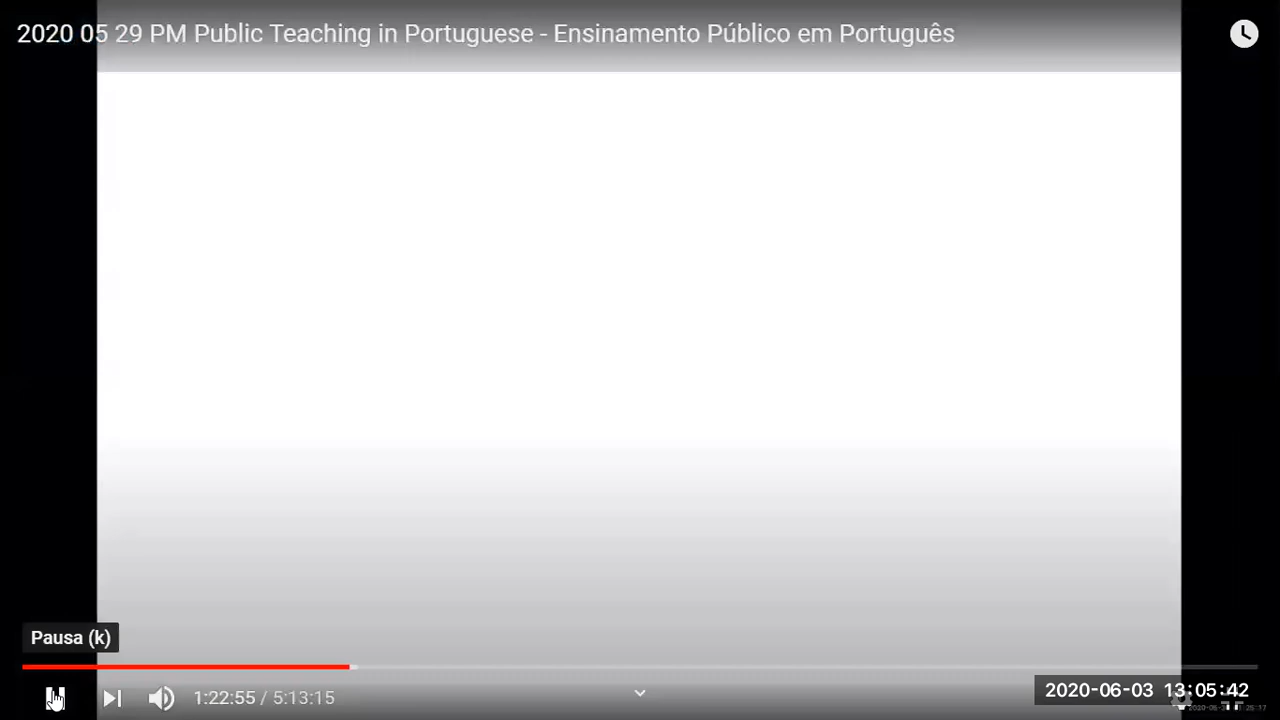 2020 05 29 PM Public Teaching in Portuguese - Ensinamento Público em Português
Pausa (k)
1:22:55 / 5:13:15
2020-06-03 13:05:42